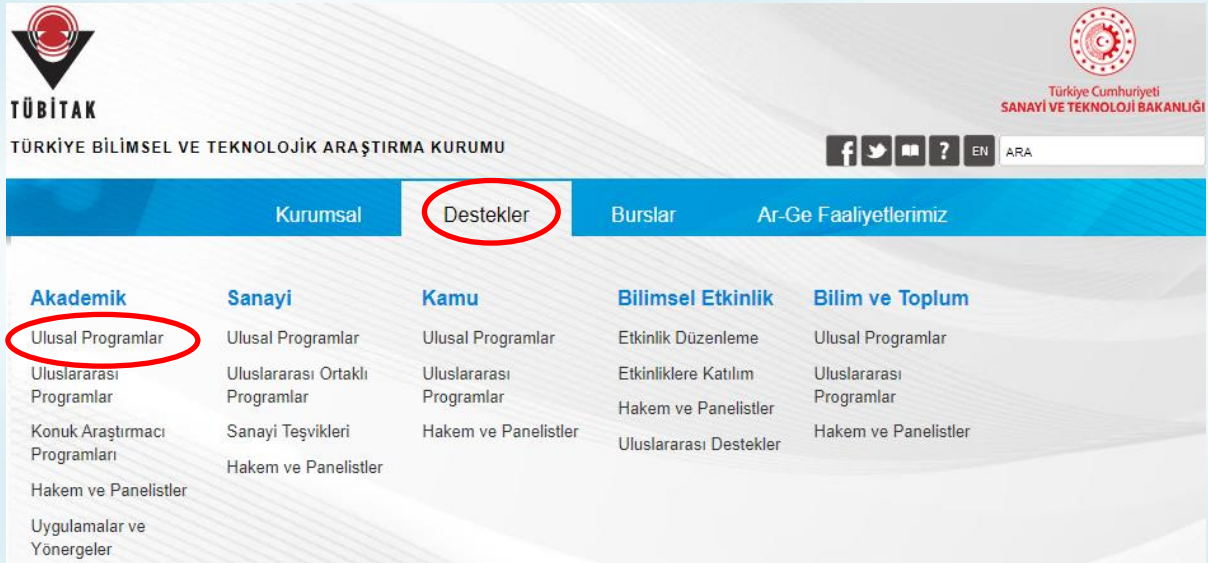 TÜBİTAK
TÜRKİYE BİLİMSEL VE TEKNOLOJİK ARAŞTIRMA KURUMU
Türkiye Cumhuriyeti
SANAYİ VE TEKNOLOJİ BAKANLIĞI
EN
ARA
Kurumsal
Destekler
Burslar
Ar-Ge Faaliyetlerimiz
Akademik
Ulusal Programlar
Uluslararası
Programlar
Konuk Araştırmacı
Programları
Hakem ve Panelistler
Uygulamalar ve
Yönergeler
Sanayi
Ulusal Programlar
Uluslararası Ortaklı
Programlar
Sanayi Teşvikleri
Hakem ve Panelistler
Kamu
Ulusal Programlar
Uluslararası
Programlar
Hakem ve Panelistler
Bilimsel Etkinlik
Etkinlik Düzenleme
Etkinliklere Katılım
Hakem ve Panelistler
Uluslararası Destekler
Bilim ve Toplum
Ulusal Programlar
Uluslararası
Programlar
Hakem ve Panelistler